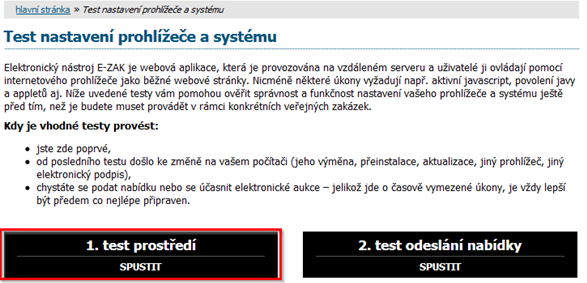 hlavní stránka » Test nastavení prohlížeče a systému
Test nastavení prohlížeče a systému
Elektronický nástroj E-ZAK je webová aplikace, která je provozována na vzdáleném serveru a uživatelé ji ovládají pomocí
internetového prohlížeče jako běžné webové stránky. Nicméně některé úkony vyžadují např. aktivní javascript, povolení javy
a appletů aj. Níže uvedené testy vám pomohou ověřit správnost a funkčnost nastavení vašeho prohlížeče a systému ještě
před tím, než je budete muset provádět v rámci konkrétních veřejných zakázek.
Kdy je vhodné testy provést:
• jste zde poprvé,
• od posledního testu došlo ke změně na vašem počítači (jeho výměna, přeinstalace, aktualizace, jiný prohlížeč, jiný
elektronický podpis),
• chystáte se podat nabídku nebo se účasnit elektronické aukce – jelikož jde o časově vymezené úkony, je vždy lepší
být předem co nejlépe připraven.
1. test prostředí
SPUSTIT
2. test odeslání nabídky
SPUSTIT